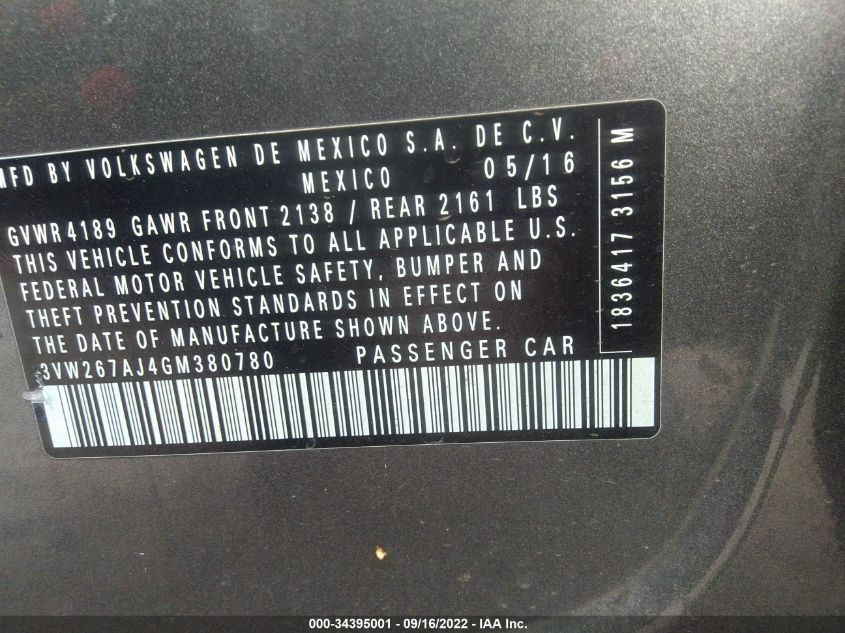 MFD BY VOLKSWAGEN DE MEXICO S.A. DE C.V.
MEXICO 05/16
GVWR 4189 GAWR FRONT 2138 / REAR 2161 LBS
THIS VEHICLE CONFORMS TO ALL APPLICABLE U.S.
FEDERAL MOTOR VEHICLE SAFETY, BUMPER AND
THEFT PREVENTION STANDARDS IN EFFECT ON
THE DATE OF MANUFACTURE SHOWN ABOVE.
3VW267AJ4GM380780 PASSENGER CAR
1836417 3156 M
000-34395001 - 09/16/2022 - IAA Inc.